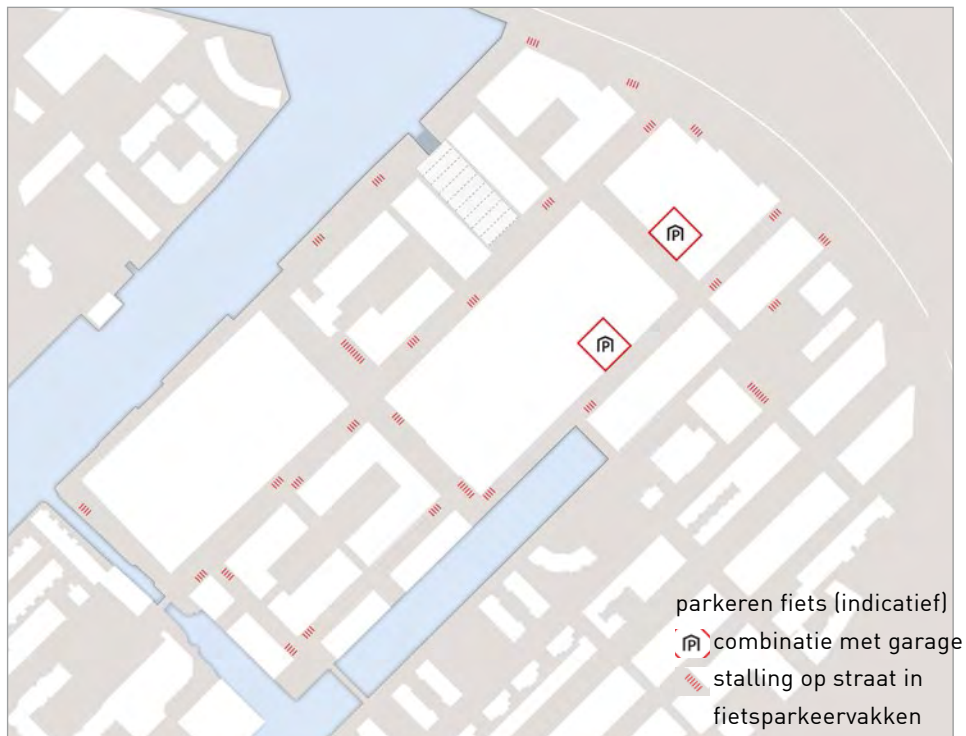 P
P
parkeren fiets (indicatief)
P combinatie met garage
stalling op straat in
fietsparkeervakken